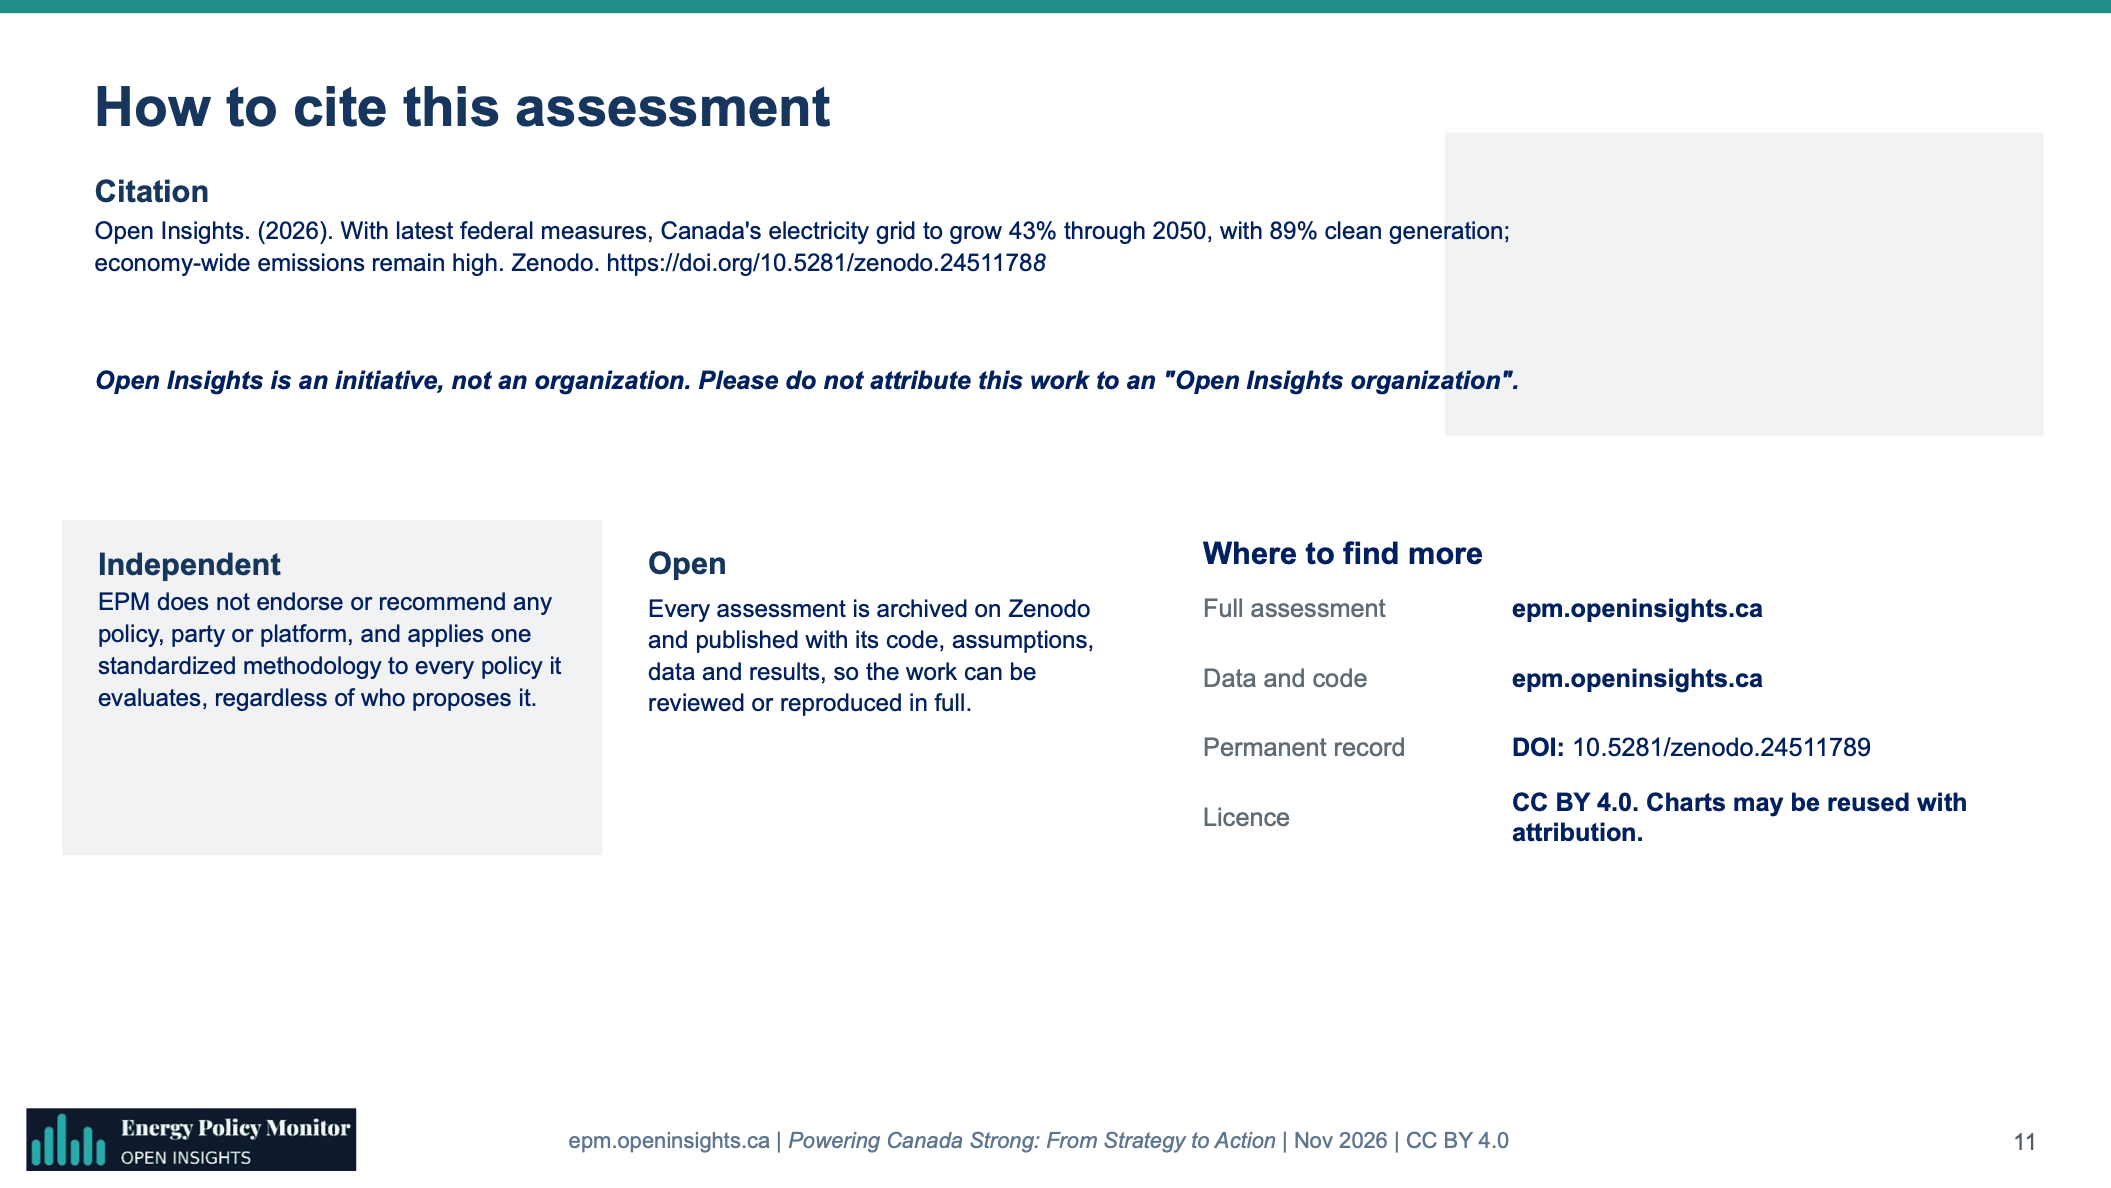 How to cite this assessment
Citation
Open Insights. (2026). With latest federal measures, Canada's electricity grid to grow 43% through 2050, with 89% clean generation;
economy-wide emissions remain high. Zenodo. https://doi.org/10.5281/zenodo.24511788
Open Insights is an initiative, not an organization. Please do not attribute this work to an "Open Insights organization".
Independent
EPM does not endorse or recommend any
policy, party or platform, and applies one
standardized methodology to every policy it
evaluates, regardless of who proposes it.
Open
Every assessment is archived on Zenodo
and published with its code, assumptions,
data and results, so the work can be
reviewed or reproduced in full.
Where to find more
Full assessment epm.openinsights.ca
Data and code epm.openinsights.ca
Permanent record DOI: 10.5281/zenodo.24511789
Licence CC BY 4.0. Charts may be reused with
attribution.
Energy Policy Monitor
OPEN INSIGHTS
epm.openinsights.ca | Powering Canada Strong: From Strategy to Action | Nov 2026 | CC BY 4.0
11